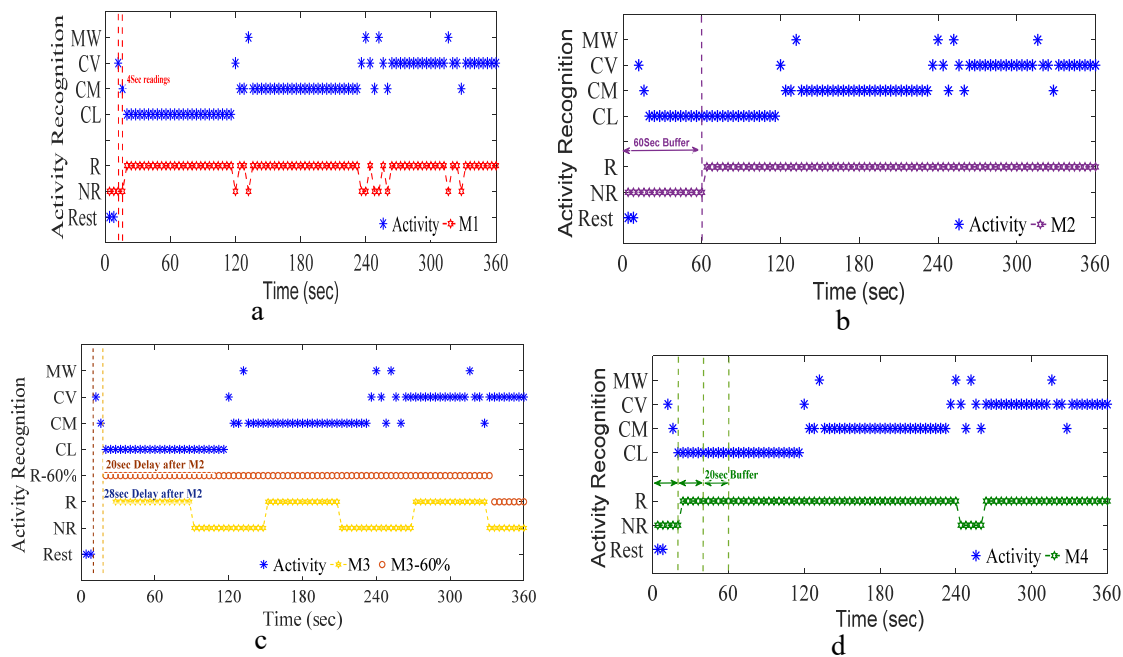 Activity Recognition
MW
CV
CM
CL
R
NR
Rest
4Sec readings
Activity M1
0 60 120 180 240 300 360
Time (sec)
a
Activity Recognition
MW
CV
CM
CL
R
NR
Rest
60Sec Buffer
Activity M2
0 60 120 180 240 300 360
Time (sec)
b
Activity Recognition
MW
CV
CM
CL
R-60%
R
NR
Rest
20sec Delay after M2
28sec Delay after M2
Activity M3 M3-60%
0 60 120 180 240 300 360
Time (sec)
c
Activity Recognition
MW
CV
CM
CL
R
NR
Rest
20sec Buffer
Activity M4
0 60 120 180 240 300 360
Time (sec)
d